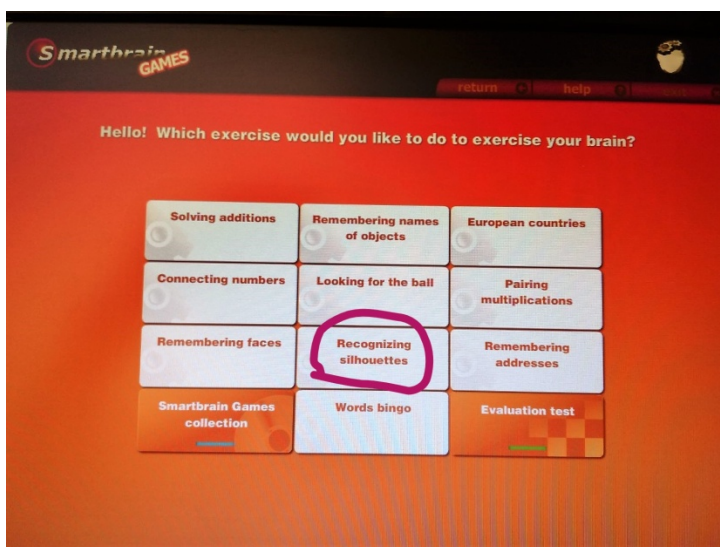 Smartbrain
GAMES
return help
Hello! Which exercise would you like to do to exercise your brain?
Solving additions
Remembering names
of objects
European countries
Connecting numbers
Looking for the ball
Pairing
multiplications
Remembering faces
Recognizing
silhouettes
Remembering
addresses
Smartbrain Games
collection
Words bingo
Evaluation test